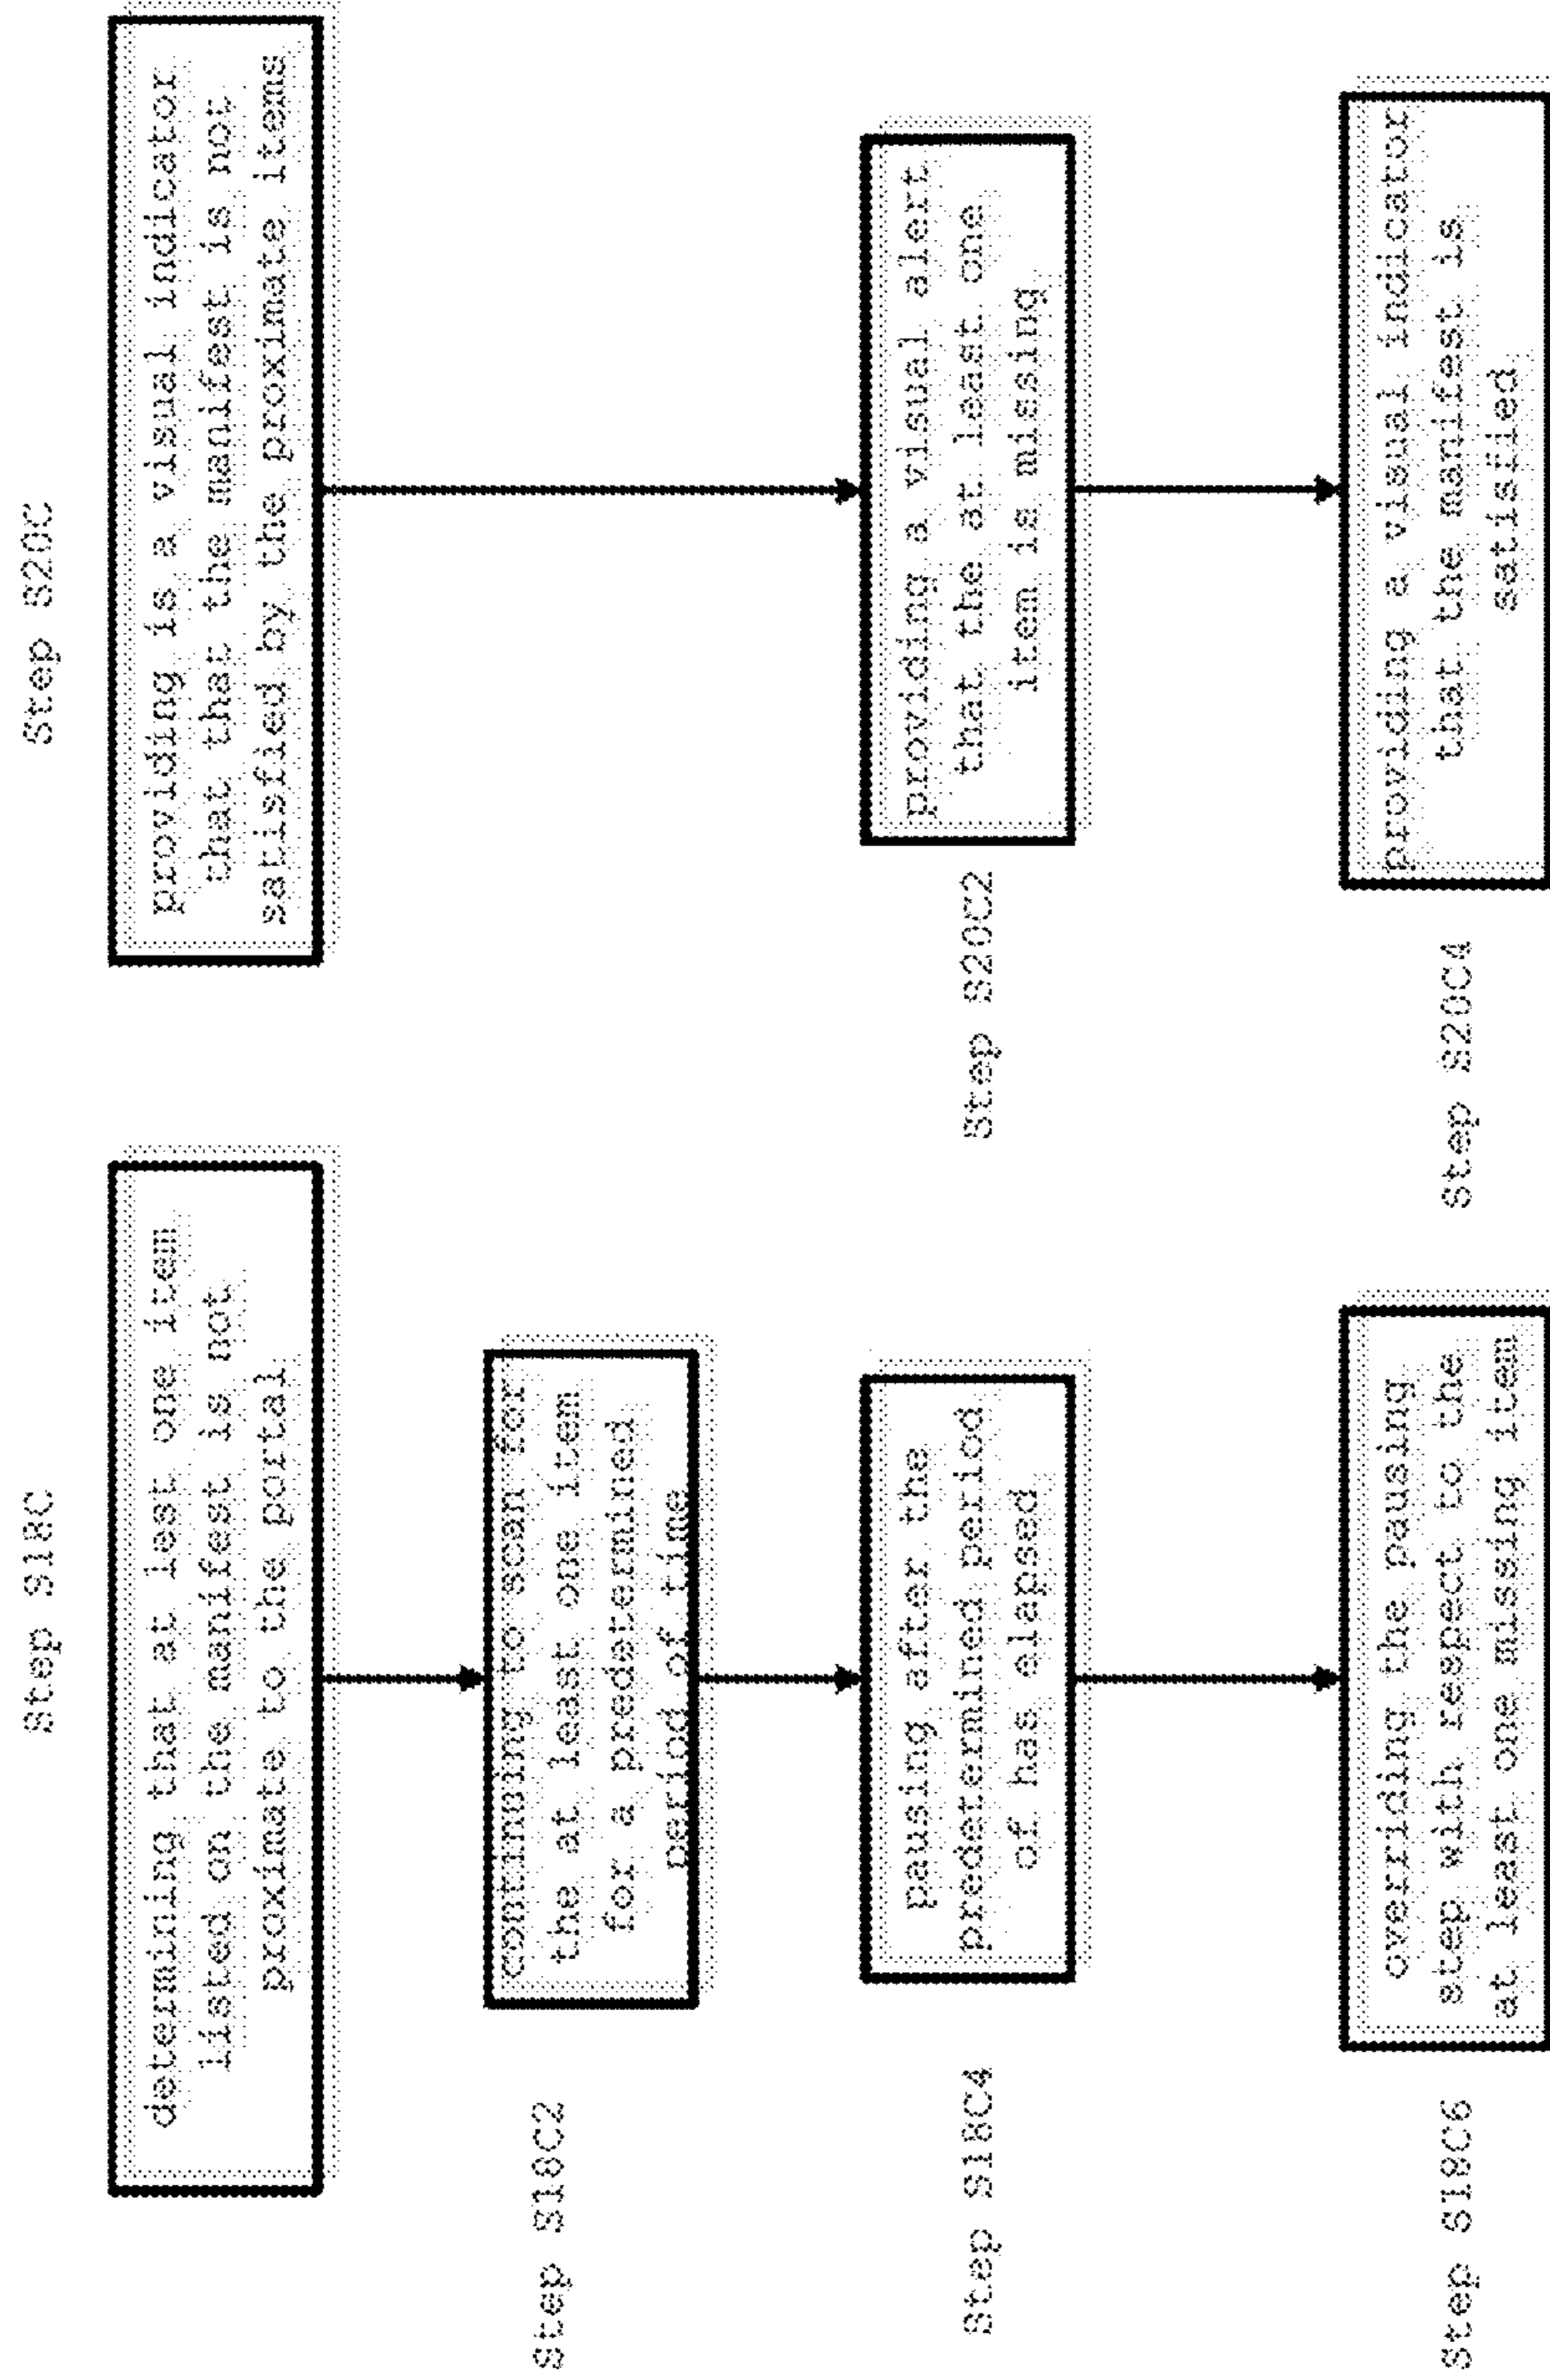 Step S18C
determining that at lest one item
listed on the manifest is not
proximate to the portal
Step S18C2
continuing to scan for
the at least one item
for a predetermined
period of time
Step S18C4
pausing after the
predetermined period
of has elapsed
Step S18C6
overriding the pausing
step with respect to the
at least one missing item
Step S20C
providing is a visual indicator
that that the manifest is not
satisfied by the proximate items
Step S20C2
providing a visual alert
that the at least one
item is missing
Step S20C4
providing a visual indicator
that the manifest is
satisfied